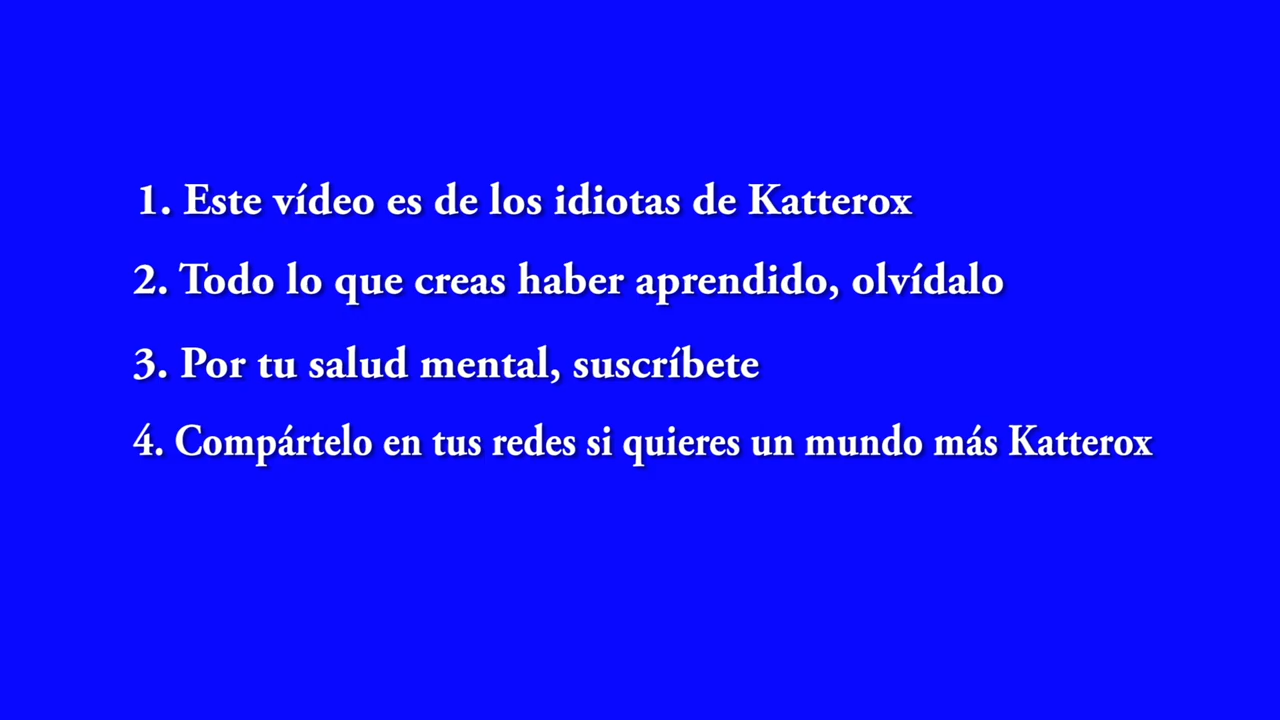 1. Este vídeo es de los idiotas de Katterox
2. Todo lo que creas haber aprendido, olvídalo
3. Por tu salud mental, suscríbete
4. Compártelo en tus redes si quieres un mundo más Katterox